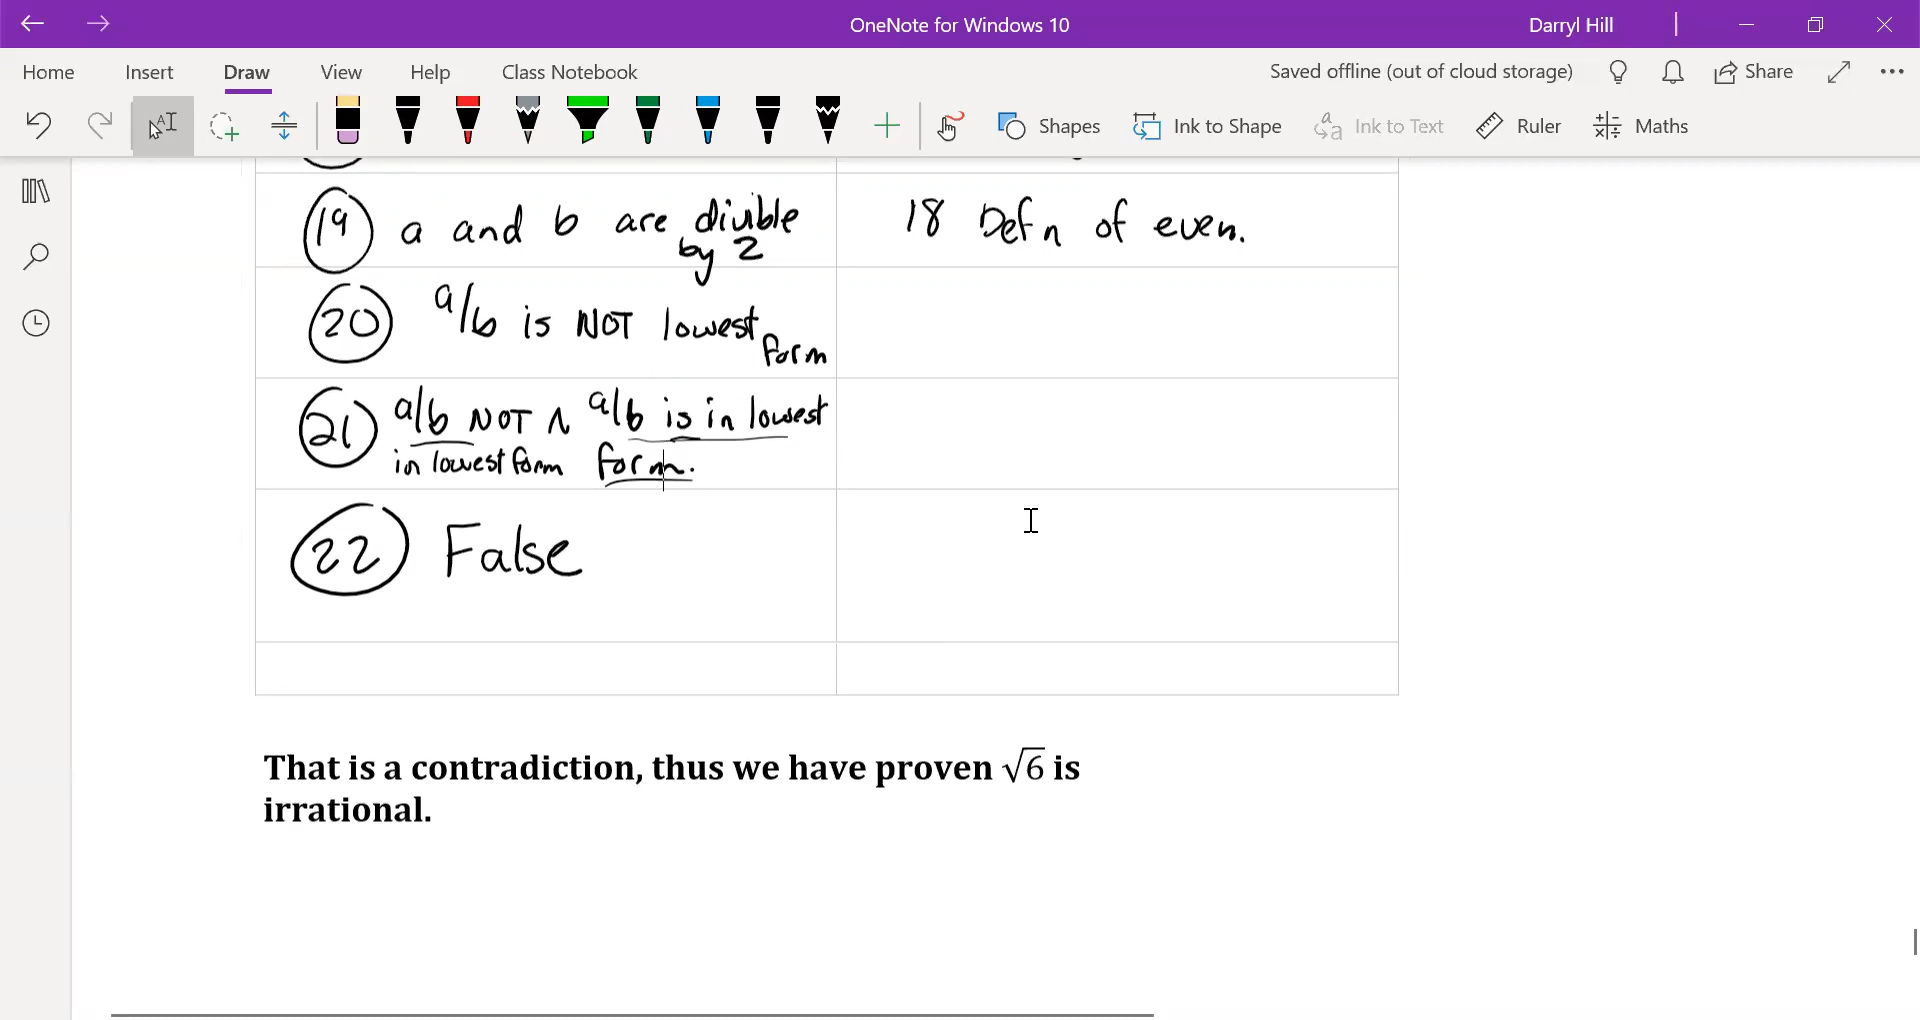 OneNote for Windows 10
Darryl Hill
Home Insert Draw View Help Class Notebook
Saved offline (out of cloud storage)
Share
Shapes
Ink to Shape
Ink to Text
Ruler
Maths
19 a and b are divible
by 2
18 Defn of even.
20 a/b is NOT lowest
form
21 a/b NOT ∧ a/b is in lowest
in lowest form form.
22 False
That is a contradiction, thus we have proven √6 is
irrational.